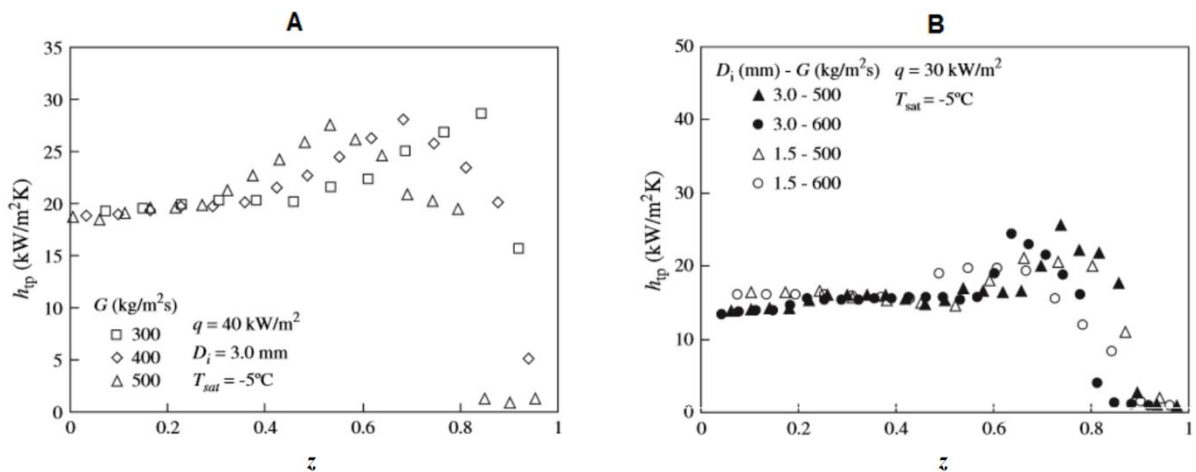 A
35
30
25
20
15
10
5
0
h_tp (kW/m²K)
G (kg/m²s)
□ 300
◇ 400
△ 500
q = 40 kW/m²
D_i = 3.0 mm
T_sat = -5ºC
0 0.2 0.4 0.6 0.8 1
z
B
50
40
30
20
10
0
h_tp (kW/m²K)
D_i (mm) - G (kg/m²s)
▲ 3.0 - 500
● 3.0 - 600
△ 1.5 - 500
○ 1.5 - 600
q = 30 kW/m²
T_sat = -5ºC
0 0.2 0.4 0.6 0.8 1
z